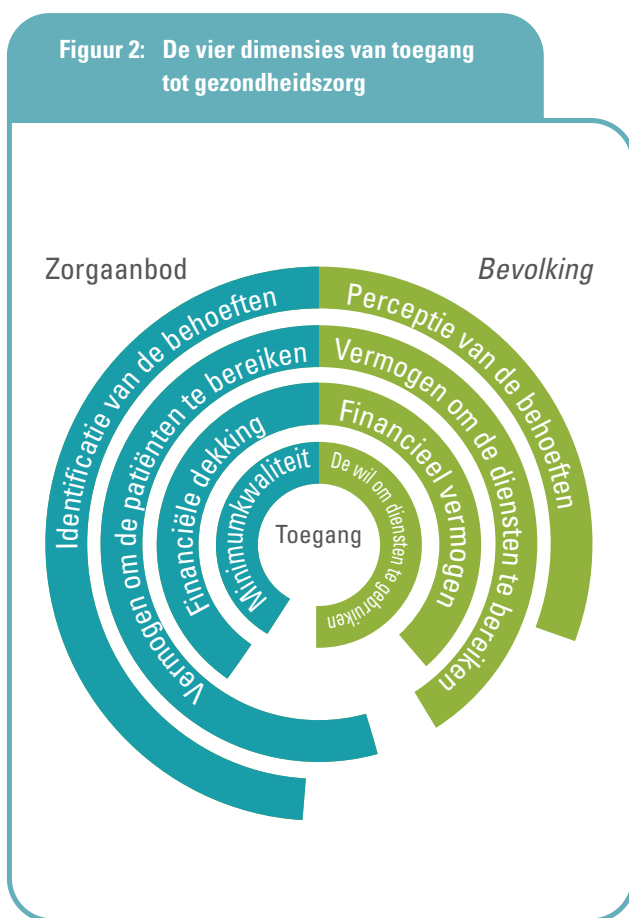 Figuur 2: De vier dimensies van toegang
tot gezondheidszorg
Zorgaanbod
Bevolking
Identificatie van de behoeften
Perceptie van de behoeften
Vermogen om de patiënten te bereiken
Vermogen om de diensten te bereiken
Financiële dekking
Financieel vermogen
Minimumkwaliteit
De wil om diensten te gebruiken
Toegang